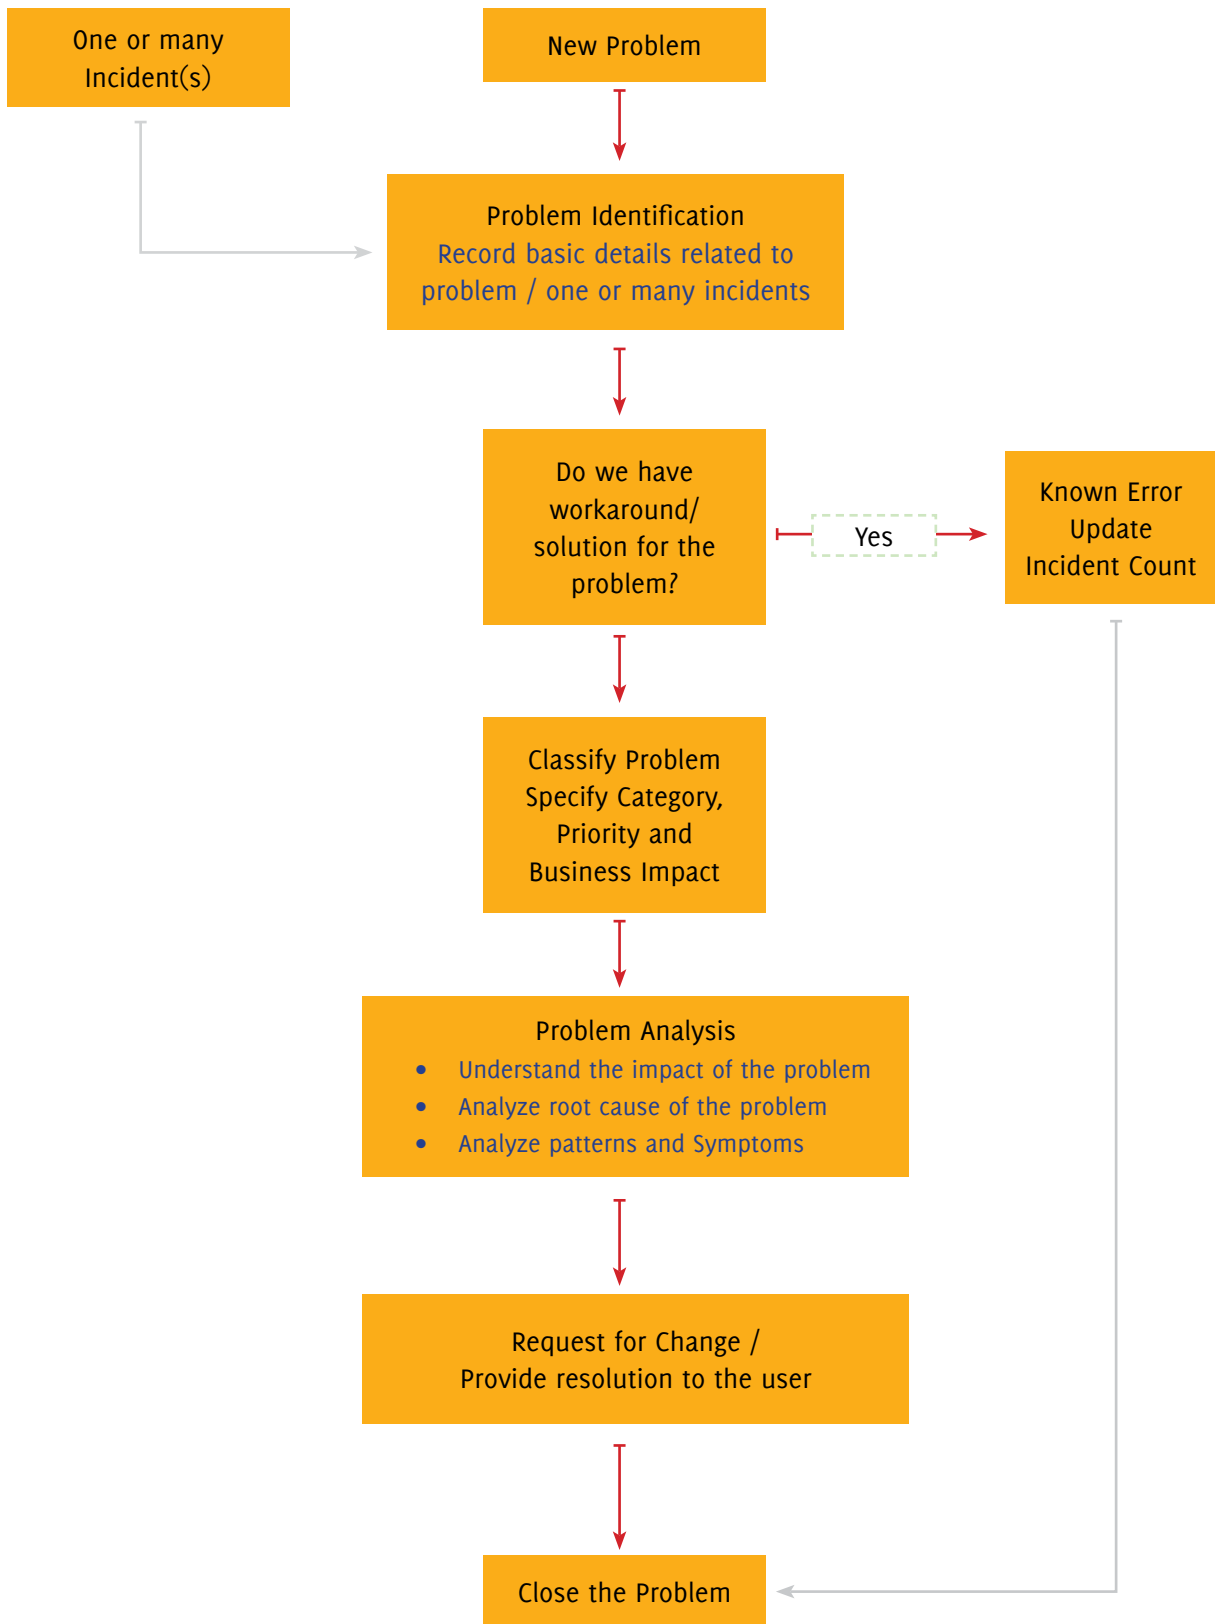 One or many
Incident(s)
New Problem
Problem Identification
Record basic details related to
problem / one or many incidents
Do we have
workaround/
solution for the
problem?
Yes
Known Error
Update
Incident Count
Classify Problem
Specify Category,
Priority and
Business Impact
Problem Analysis
• Understand the impact of the problem
• Analyze root cause of the problem
• Analyze patterns and Symptoms
Request for Change /
Provide resolution to the user
Close the Problem